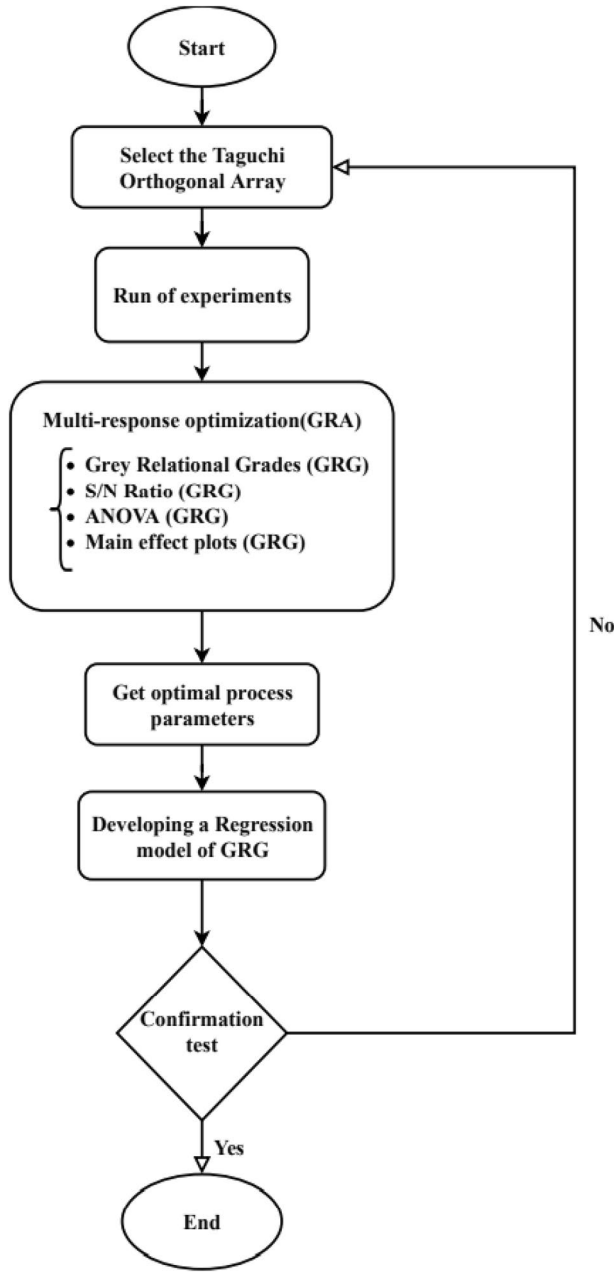 Start
Select the Taguchi
Orthogonal Array
Run of experiments
Multi-response optimization(GRA)
• Grey Relational Grades (GRG)
• S/N Ratio (GRG)
• ANOVA (GRG)
• Main effect plots (GRG)
No
Get optimal process
parameters
Developing a Regression
model of GRG
Confirmation
test
Yes
End